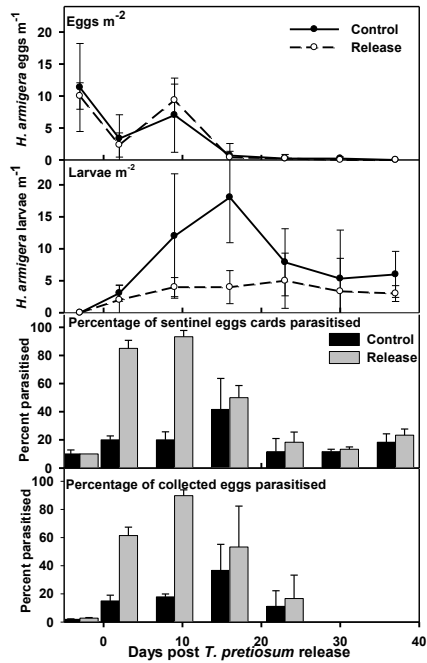 Eggs m-2
Control
Release
H. armigera eggs m-1
20
15
10
5
0
Larvae m-2
H. armigera larvae m-1
20
15
10
5
0
Percentage of sentinel eggs cards parasitised
Control
Release
Percent parasitised
100
80
60
40
20
0
Percentage of collected eggs parasitised
Percent parasitised
100
80
60
40
20
0
0 10 20 30 40
Days post T. pretiosum release